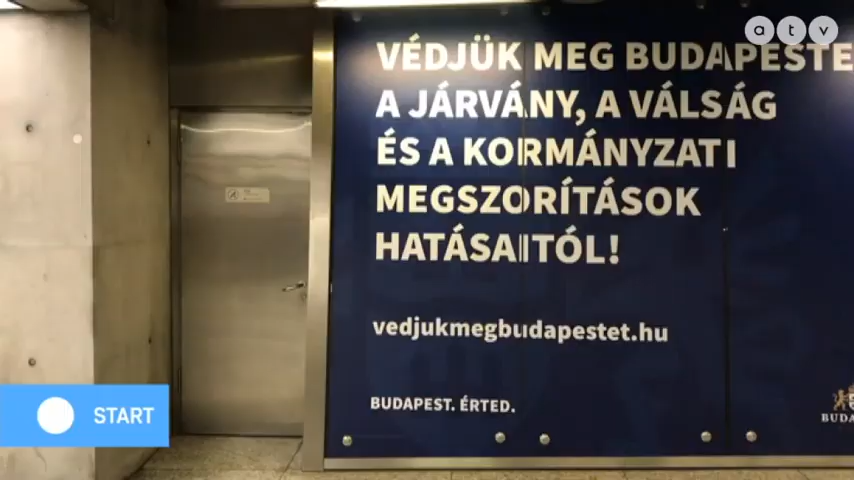 atv
VÉDJÜK MEG BUDAPESTE
A JÁRVÁNY, A VÁLSÁG
ÉS A KORMÁNYZATI
MEGSZORÍTÁSOK
HATÁSAITÓL!
vedjukmegbudapestet.hu
BUDAPEST. ÉRTED.
BUDA
START